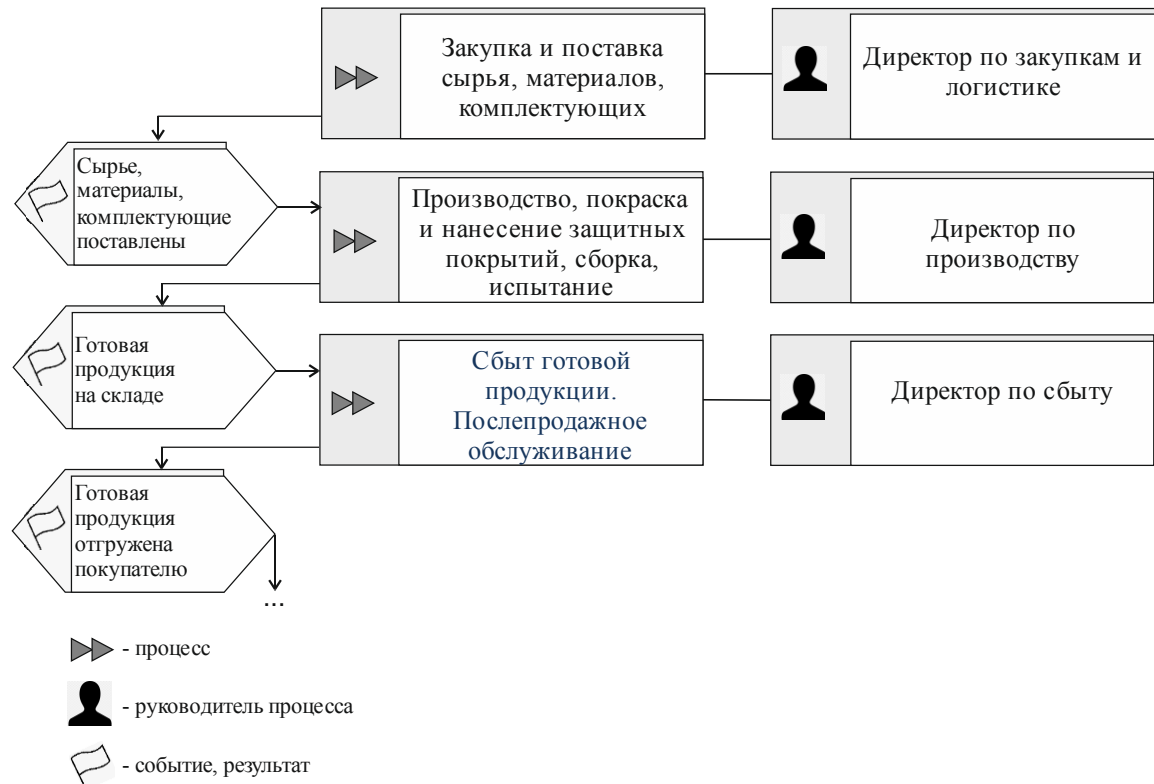 Закупка и поставка
сырья, материалов,
комплектующих
Директор по закупкам и
логистике
Сырье,
материалы,
комплектующие
поставлены
Производство, покраска
и нанесение защитных
покрытий, сборка,
испытание
Директор по
производству
Готовая
продукция
на складе
Сбыт готовой
продукции.
Послепродажное
обслуживание
Директор по сбыту
Готовая
продукция
отгружена
покупателю
...
- процесс
- руководитель процесса
- событие, результат